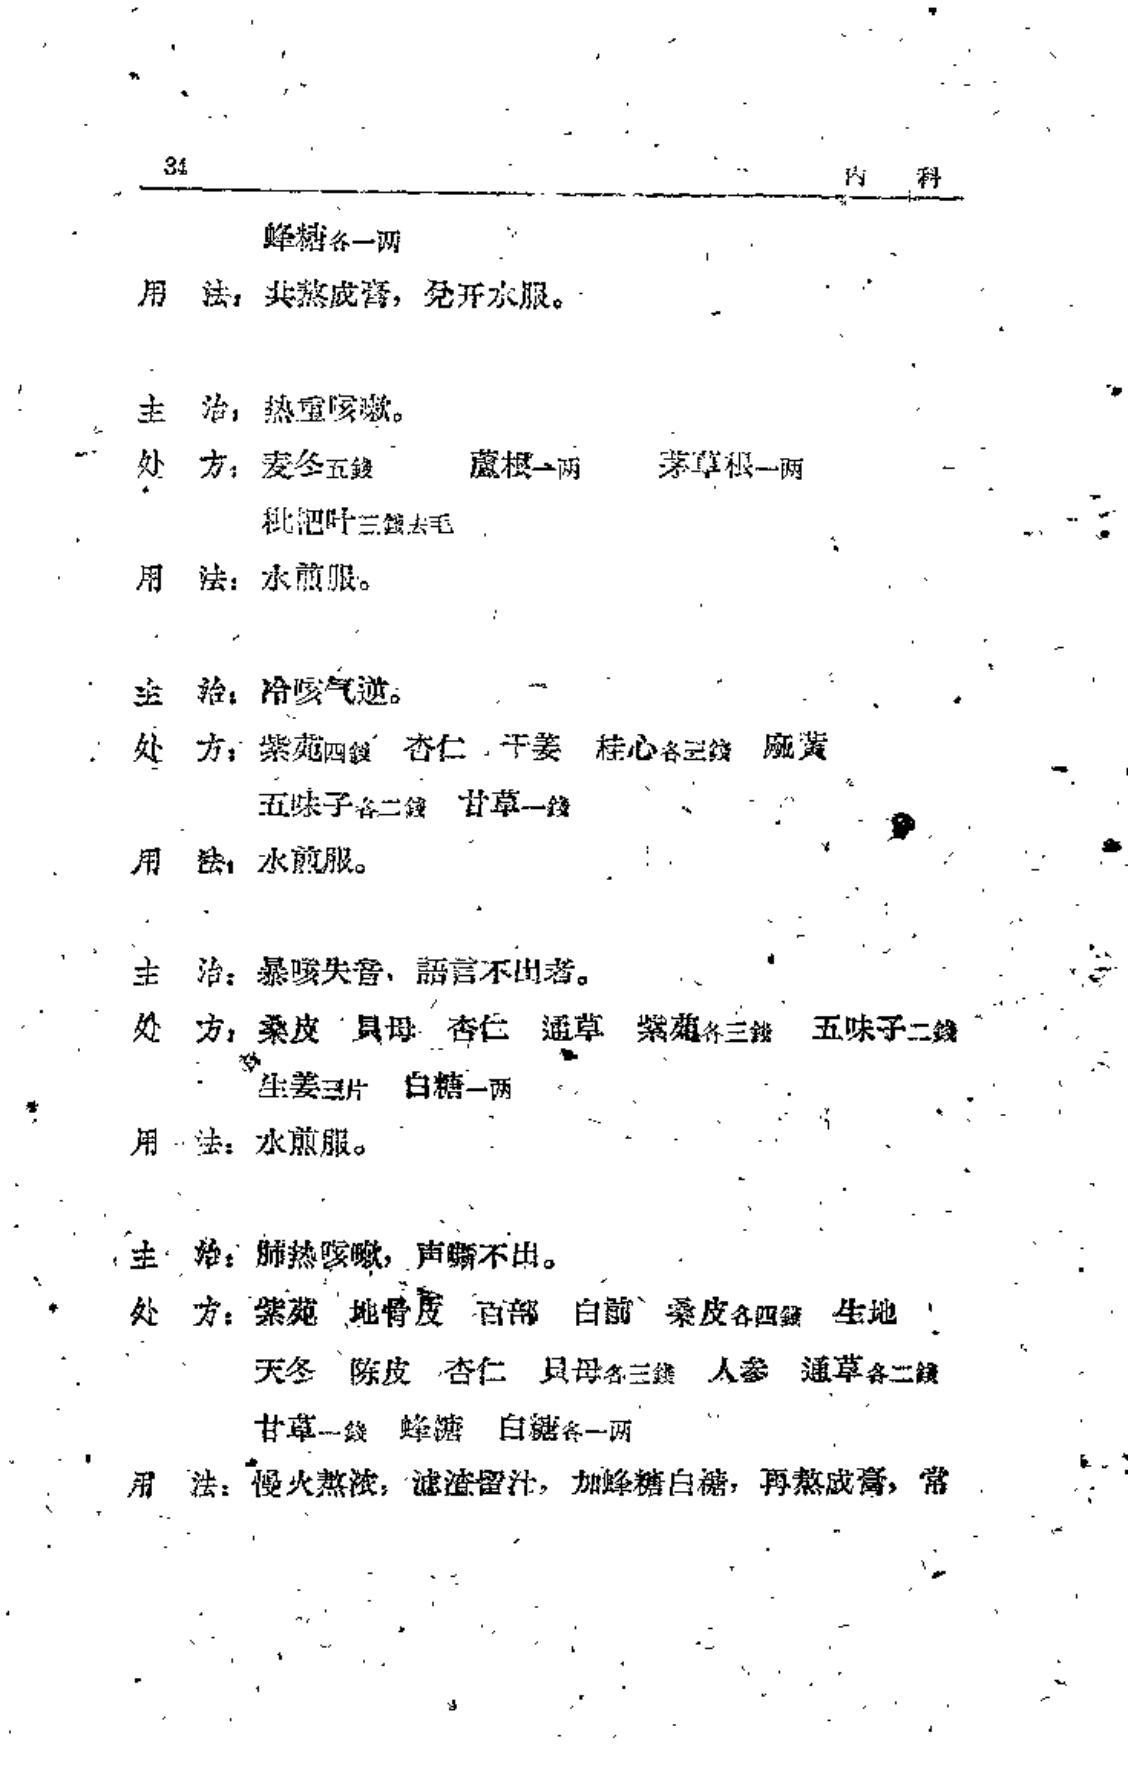 34
内　科
蜂糖各一两
用　法：共熬成膏，兌开水服。
主　治：热重咳嗽。
处　方：麦冬五錢　蘆根一两　茅草根一两
枇杷叶三錢去毛
用　法：水煎服。
主　治：冷咳气逆。
处　方：紫菀四錢　杏仁　干姜　桂心各三錢　麻黃
五味子各二錢　甘草一錢
用　法：水煎服。
主　治：暴咳失音，語言不出者。
处　方：桑皮　貝母　杏仁　通草　紫菀各三錢　五味子二錢
生姜三片　白糖一两
用　法：水煎服。
主　治：肺热咳嗽，声嘶不出。
处　方：紫菀　地骨皮　百部　白前　桑皮各四錢　生地
天冬　陈皮　杏仁　貝母各三錢　人参　通草各二錢
甘草一錢　蜂糖　白糖各一两
用　法：慢火熬浓，滤渣留汁，加蜂糖白糖，再熬成膏，常